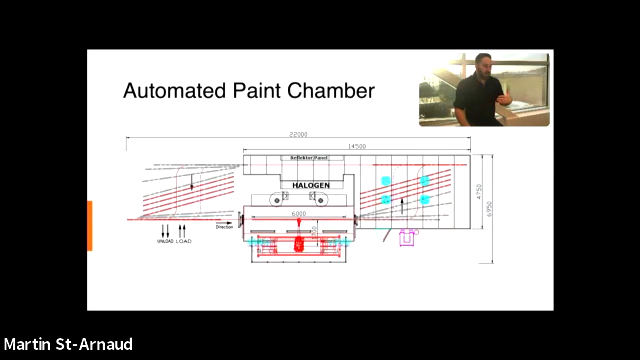 Automated Paint Chamber
22000
14500
Reflektor Panel
HALOGEN
6000
4750
6950
Direction
UNLOAD LOAD
Martin St-Arnaud